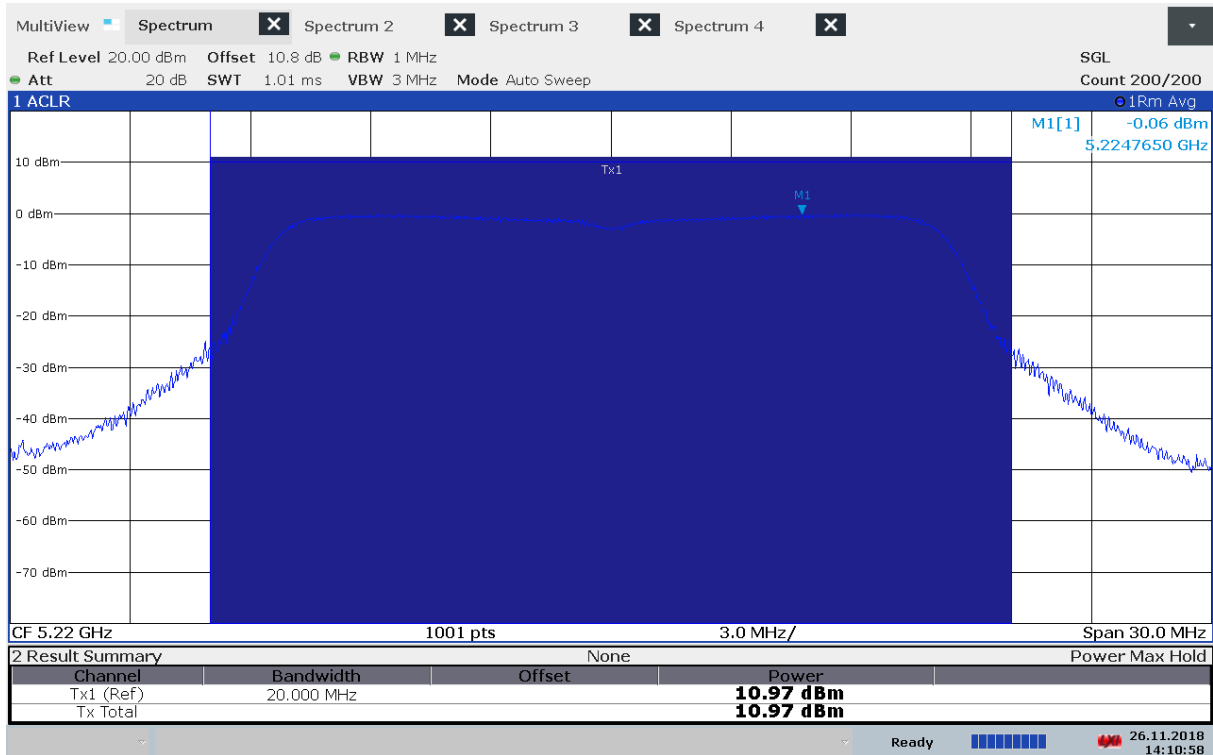 MultiView Spectrum Spectrum 2 Spectrum 3 Spectrum 4
Ref Level 20.00 dBm Offset 10.8 dB RBW 1 MHz SGL
Att 20 dB SWT 1.01 ms VBW 3 MHz Mode Auto Sweep Count 200/200
1 ACLR 1Rm Avg
M1[1] -0.06 dBm
5.2247650 GHz
10 dBm
Tx1
M1
0 dBm
-10 dBm
-20 dBm
-30 dBm
-40 dBm
-50 dBm
-60 dBm
-70 dBm
CF 5.22 GHz 1001 pts 3.0 MHz/ Span 30.0 MHz
2 Result Summary None Power Max Hold
Channel Bandwidth Offset Power
Tx1 (Ref) 20.000 MHz 10.97 dBm
Tx Total 10.97 dBm
Ready 26.11.2018
14:10:58